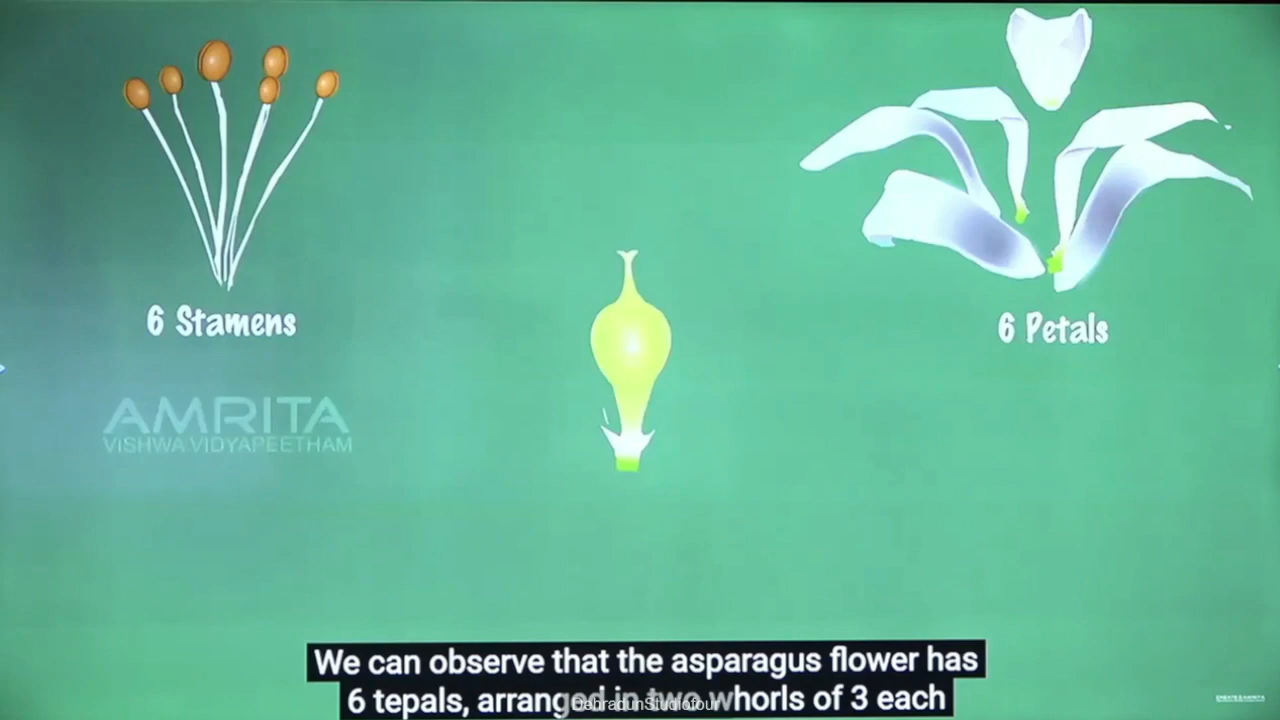 6 Stamens
6 Petals
AMRITA
VISHWA VIDYAPEETHAM
We can observe that the asparagus flower has
6 tepals, arranged in two whorls of 3 each
DehradunStudiofour